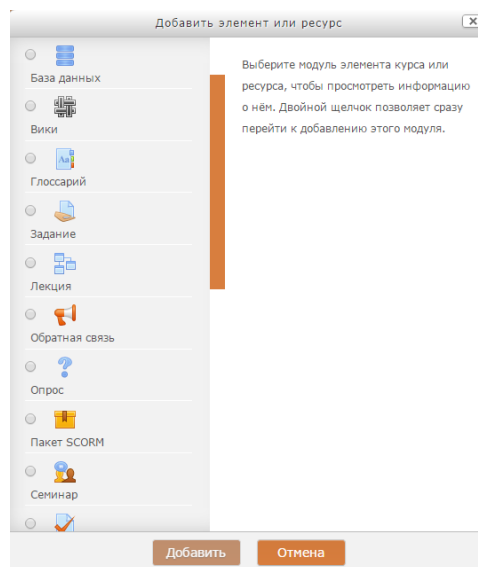 Добавить элемент или ресурс
База данных
Вики
Глоссарий
Задание
Лекция
Обратная связь
Опрос
Пакет SCORM
Семинар
Выберите модуль элемента курса или
ресурса, чтобы просмотреть информацию
о нём. Двойной щелчок позволяет сразу
перейти к добавлению этого модуля.
Добавить
Отмена